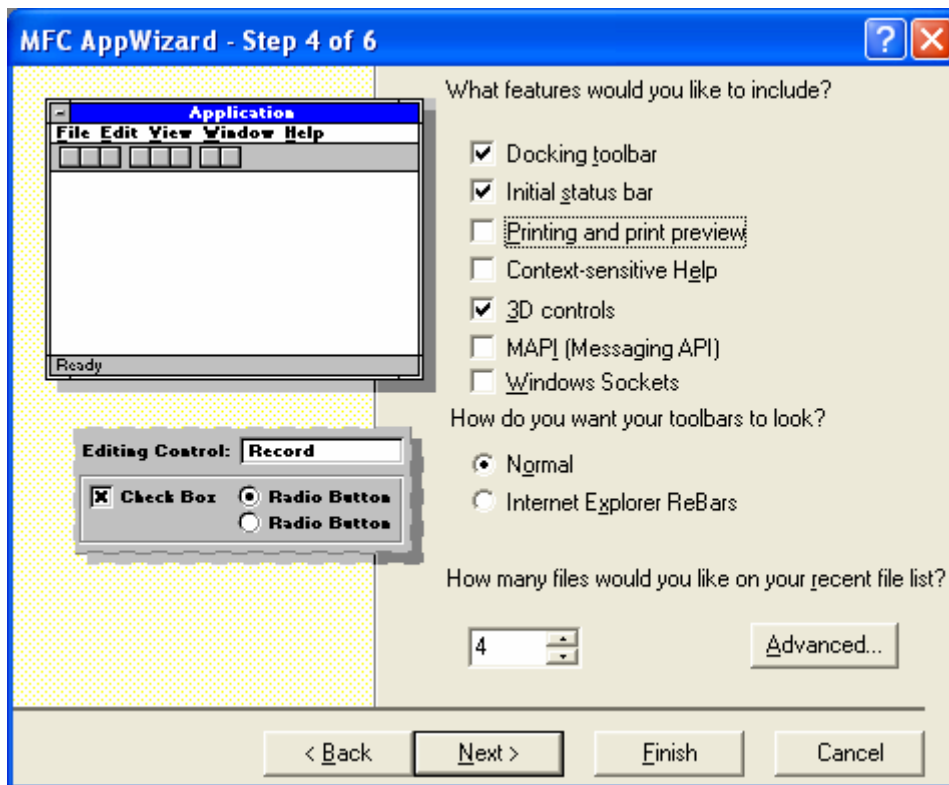 MFC AppWizard - Step 4 of 6
Application
File Edit View Window Help
Ready
Editing Control: Record
Check Box Radio Button
Radio Button
What features would you like to include?
Docking toolbar
Initial status bar
Printing and print preview
Context-sensitive Help
3D controls
MAPI (Messaging API)
Windows Sockets
How do you want your toolbars to look?
Normal
Internet Explorer ReBars
How many files would you like on your recent file list?
4 Advanced...
< Back Next > Finish Cancel